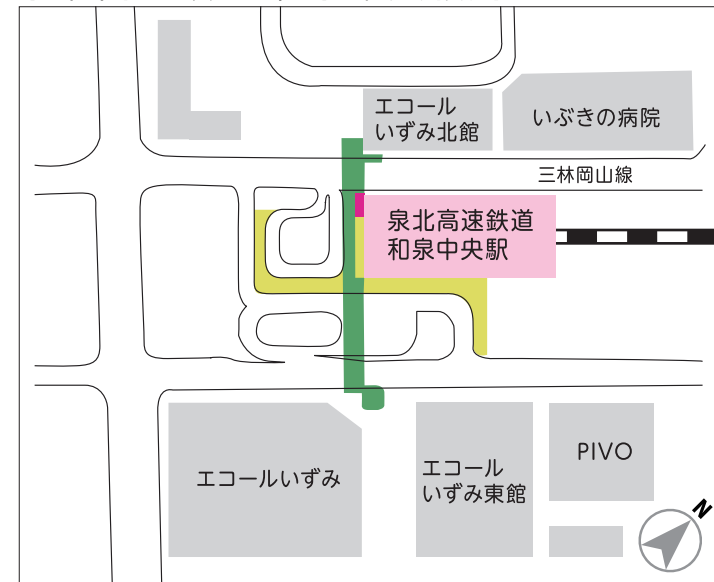 エコール
いずみ北館
いぶきの病院
三林岡山線
泉北高速鉄道
和泉中央駅
エコールいずみ
エコール
いずみ東館
PIVO
N